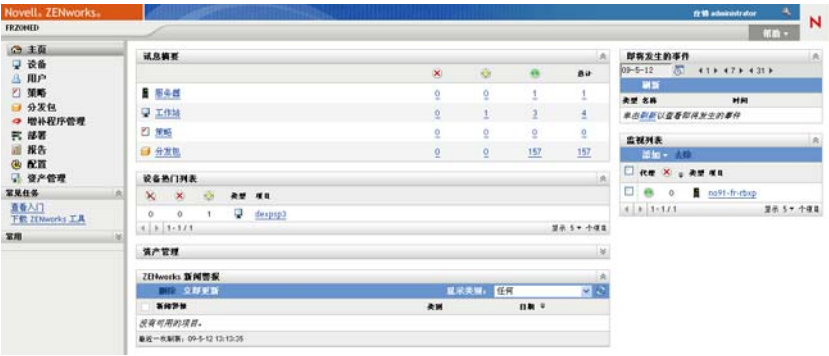 Novell® ZENworks®
注销 administrator
FRZONED
帮助
N
主页
设备
用户
策略
分发包
增补程序管理
部署
报告
配置
资产管理
常见任务
查看入门
下载 ZENworks 工具
常用
讯息摘要
总计
服务器 0 0 1 1
工作站 0 1 3 4
策略 0 0 0 0
分发包 0 0 157 157
设备热门列表
类型 项目
0 0 1 despsp3
1-1/1 显示 5 个项目
资产管理
ZENworks 新闻警报
删除 立即更新 显示类别: 任何
新闻警报 类别 日期
没有可用的项目。
最近一次刷新: 09-5-12 13:13:35
即将发生的事件
09-5-12 1 7 31
刷新
类型 名称 时间
单击刷新以查看即将发生的事件
监视列表
添加 去除
代理 类型 项目
0 no91-fr-rbxp
1-1/1 显示 5 个项目